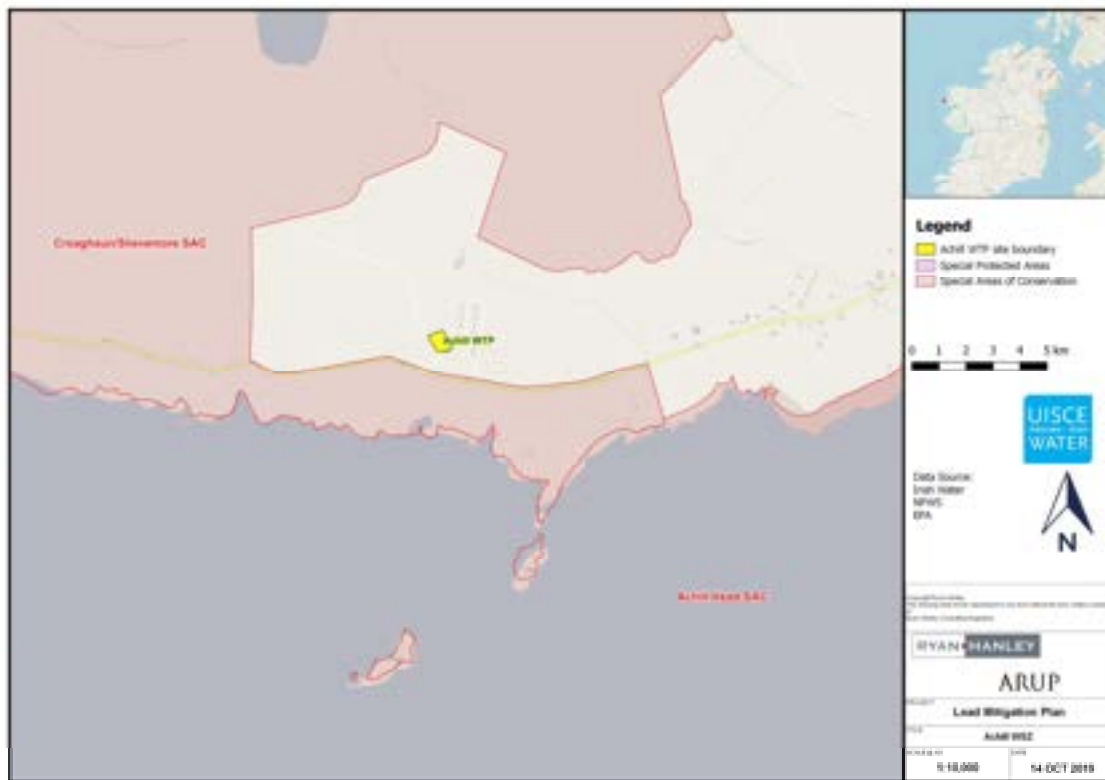 Croaghaun/Slievemore SAC
Achill WTP
Achill Head SAC
Legend
Achill WTP site boundary
Special Protected Areas
Special Areas of Conservation
0 1 2 3 4 5 km
UISCE
WATER
Data Source:
Irish Water
NPWS
EPA
N
RYAN HANLEY
ARUP
Lead Mitigation Plan
Achill WSZ
1:10,000
14-OCT 2019